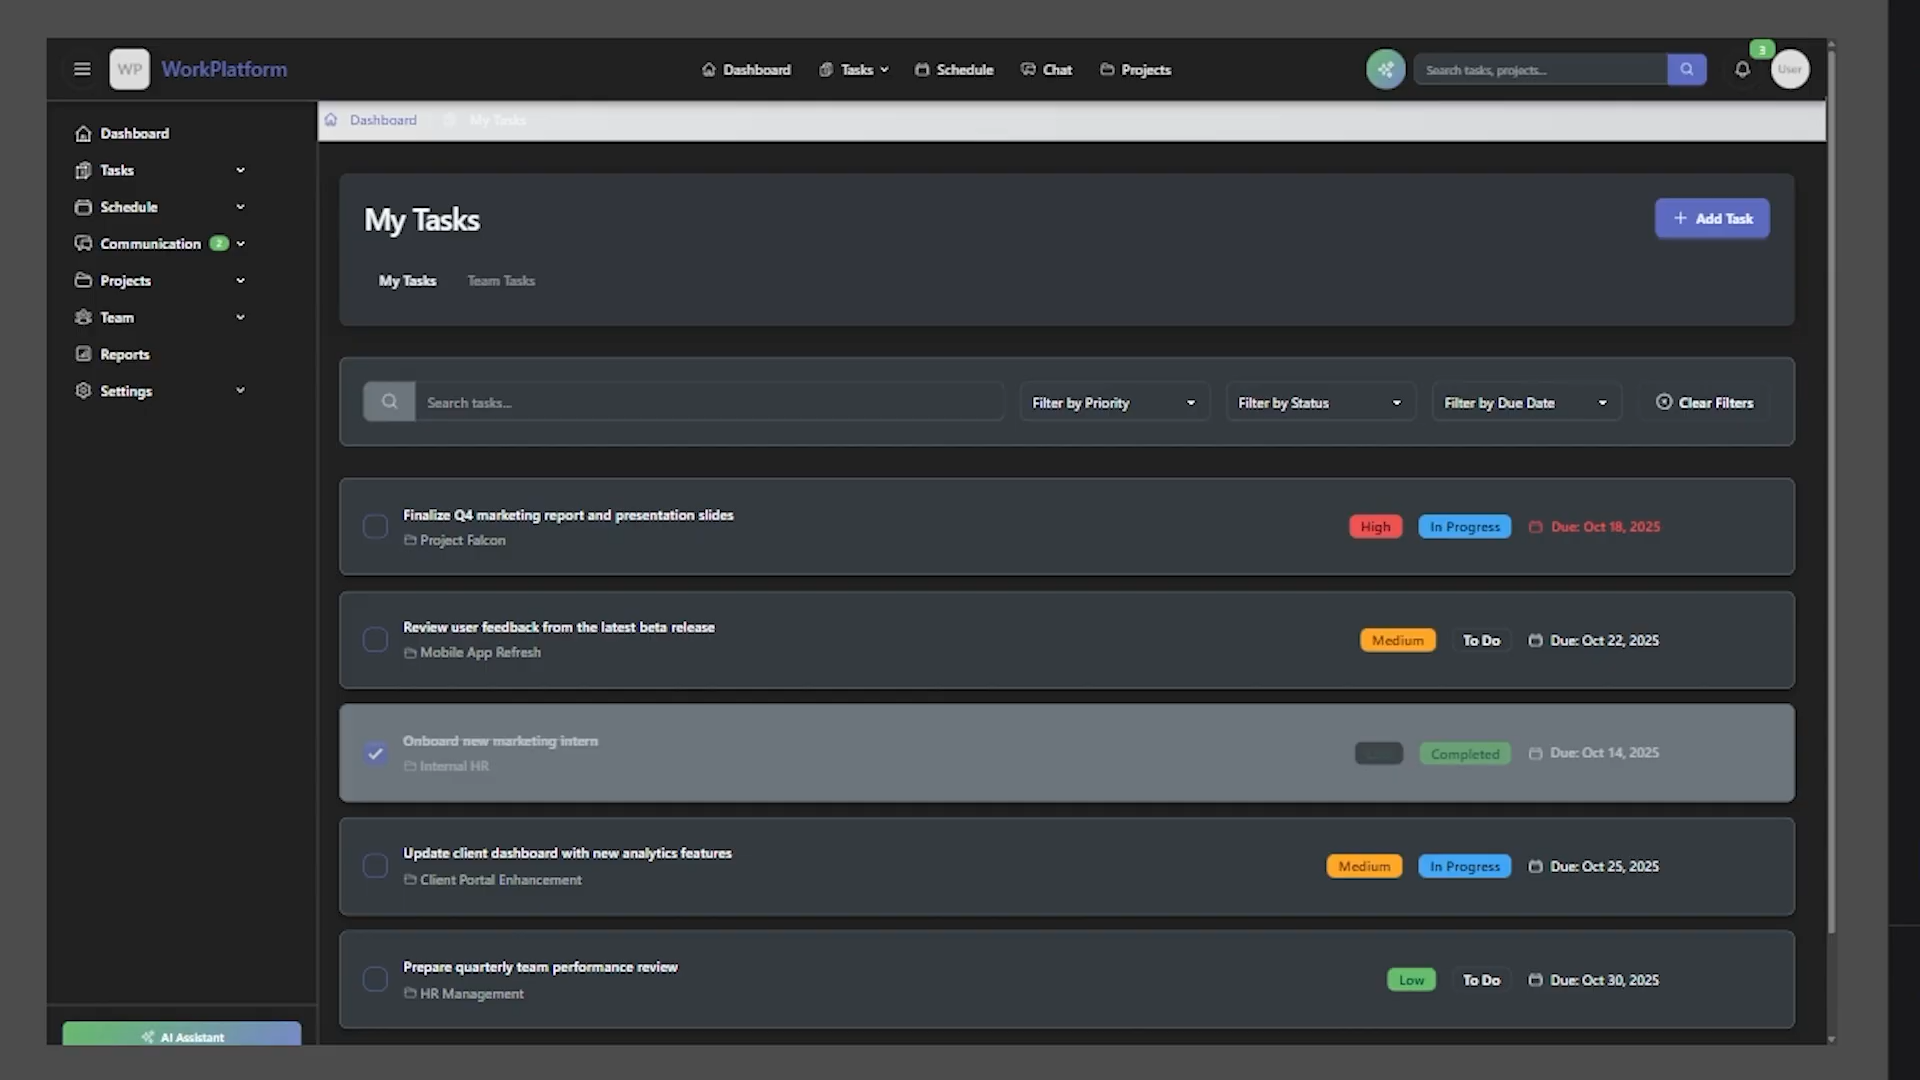 WP WorkPlatform
Dashboard Tasks Schedule Chat Projects
Search tasks, projects...
3
User
Dashboard
Tasks
Schedule
Communication 2
Projects
Team
Reports
Settings
AI Assistant
Dashboard My Tasks
My Tasks
Add Task
My Tasks Team Tasks
Search tasks...
Filter by Priority
Filter by Status
Filter by Due Date
Clear Filters
Finalize Q4 marketing report and presentation slides
Project Falcon
High In Progress Due: Oct 18, 2025
Review user feedback from the latest beta release
Mobile App Refresh
Medium To Do Due: Oct 22, 2025
Onboard new marketing intern
Internal HR
Completed Due: Oct 14, 2025
Update client dashboard with new analytics features
Client Portal Enhancement
Medium In Progress Due: Oct 25, 2025
Prepare quarterly team performance review
HR Management
Low To Do Due: Oct 30, 2025